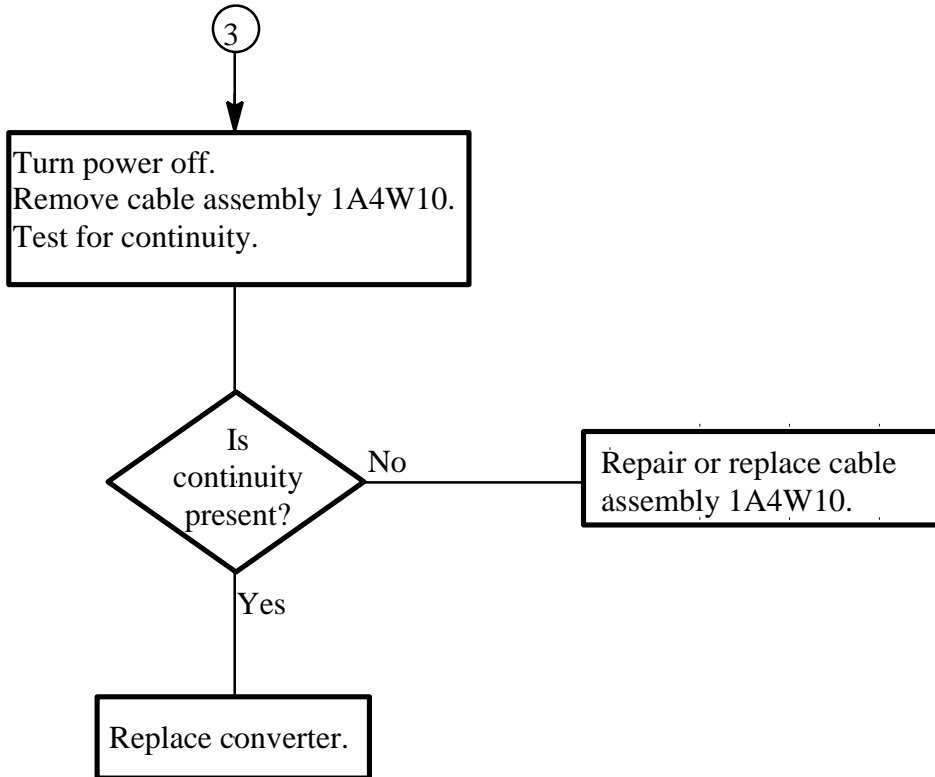 3
Turn power off.
Remove cable assembly 1A4W10.
Test for continuity.
Is
continuity
present?
No
Repair or replace cable
assembly 1A4W10.
Yes
Replace converter.